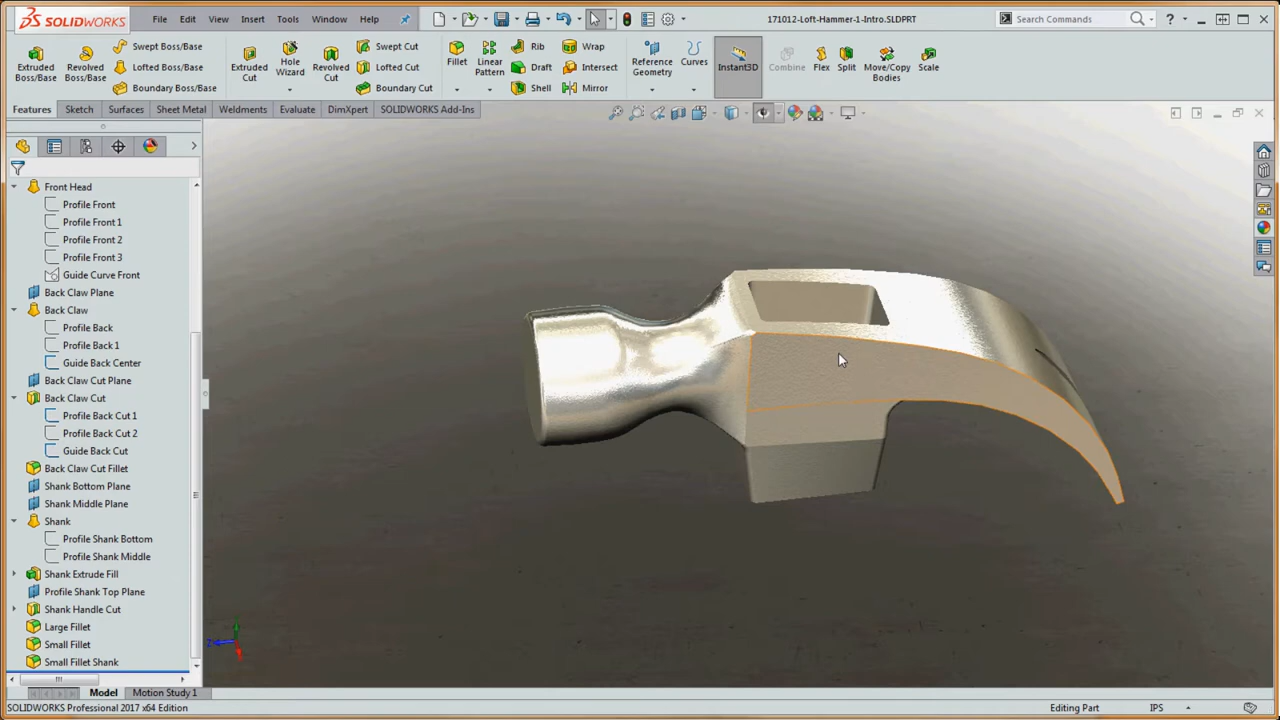 SOLIDWORKS
File Edit View Insert Tools Window Help
171012-Loft-Hammer-1-Intro.SLDPRT
Search Commands
Extruded Boss/Base
Revolved Boss/Base
Swept Boss/Base
Lofted Boss/Base
Boundary Boss/Base
Extruded Cut
Hole Wizard
Revolved Cut
Swept Cut
Lofted Cut
Boundary Cut
Fillet
Linear Pattern
Rib
Draft
Shell
Wrap
Intersect
Mirror
Reference Geometry
Curves
Instant3D
Combine
Flex
Split
Move/Copy Bodies
Scale
Features Sketch Surfaces Sheet Metal Weldments Evaluate DimXpert SOLIDWORKS Add-Ins
Front Head
Profile Front
Profile Front 1
Profile Front 2
Profile Front 3
Guide Curve Front
Back Claw Plane
Back Claw
Profile Back
Profile Back 1
Guide Back Center
Back Claw Cut Plane
Back Claw Cut
Profile Back Cut 1
Profile Back Cut 2
Guide Back Cut
Back Claw Cut Fillet
Shank Bottom Plane
Shank Middle Plane
Shank
Profile Shank Bottom
Profile Shank Middle
Shank Extrude Fill
Profile Shank Top Plane
Shank Handle Cut
Large Fillet
Small Fillet
Small Fillet Shank
Z
Model Motion Study 1
SOLIDWORKS Professional 2017 x64 Edition
Editing Part
IPS